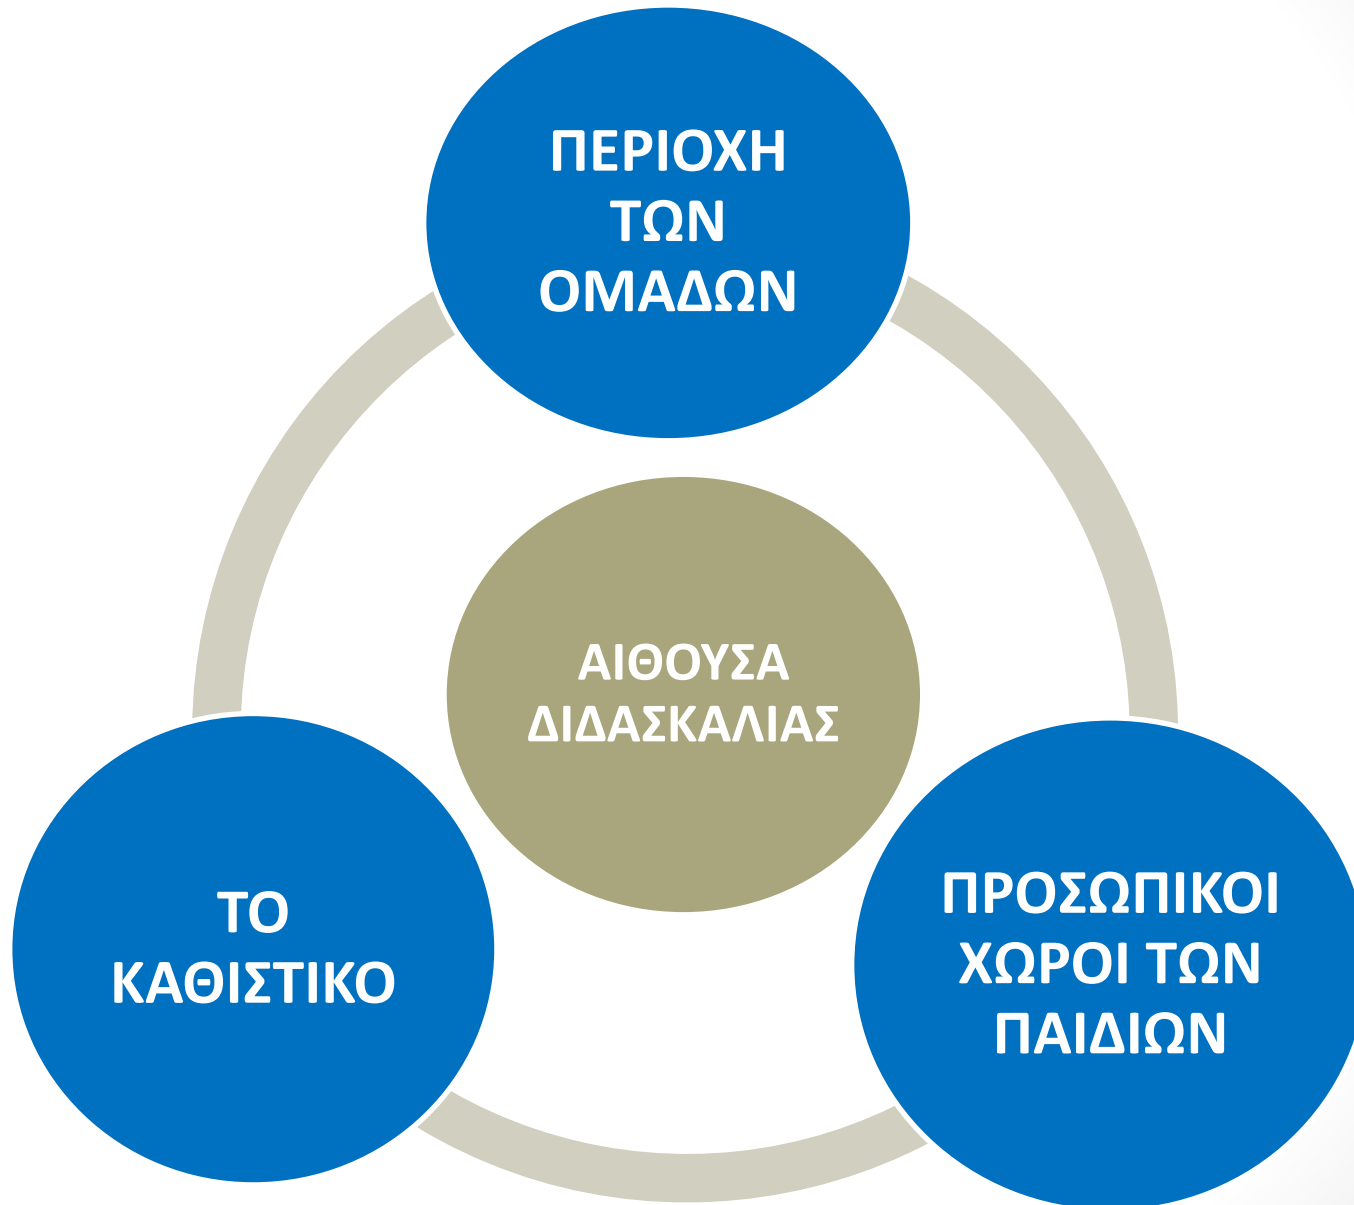 ΠΕΡΙΟΧΗ
ΤΩΝ
ΟΜΑΔΩΝ
ΑΙΘΟΥΣΑ
ΔΙΔΑΣΚΑΛΙΑΣ
ΤΟ
ΚΑΘΙΣΤΙΚΟ
ΠΡΟΣΩΠΙΚΟΙ
ΧΩΡΟΙ ΤΩΝ
ΠΑΙΔΙΩΝ